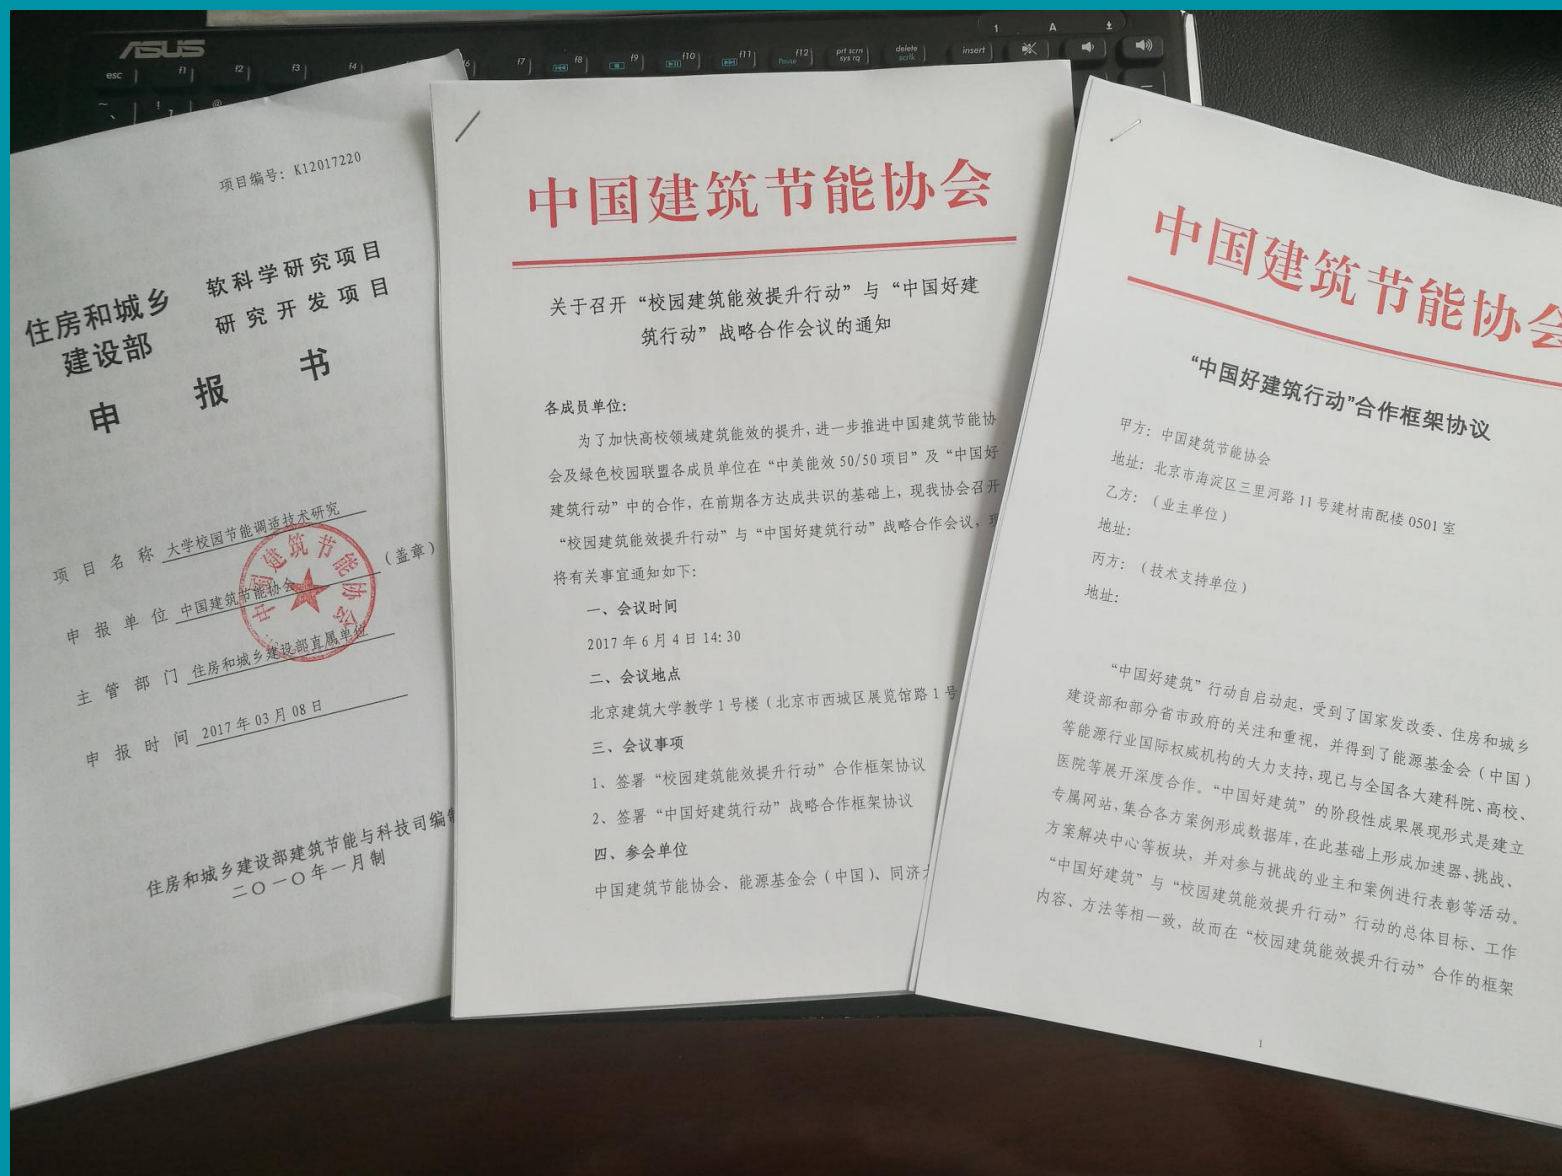 ASUS
esc
f1
f2
f3
f4
f6
f7
f8
f9
f10
f11
f12
Pause
prt scrn
sys rq
delete
scrlk
insert
1
A
项目编号：K12017220
住房和城乡
建设部
软科学研究项目
研究开发项目
申报书
项目名称 大学校园节能调适技术研究
申报单位 中国建筑节能协会（盖章）
主管部门 住房和城乡建设部直属单位
申报时间 2017年03月08日
中国建筑节能协会
住房和城乡建设部建筑节能与科技司编制
二〇一〇年一月制
中国建筑节能协会
关于召开“校园建筑能效提升行动”与“中国好建
筑行动”战略合作会议的通知
各成员单位：
为了加快高校领域建筑能效的提升，进一步推进中国建筑节能协
会及绿色校园联盟各成员单位在“中美能效50/50项目”及“中国好
建筑行动”中的合作，在前期各方达成共识的基础上，现我协会召开
“校园建筑能效提升行动”与“中国好建筑行动”战略合作会议，现
将有关事宜通知如下：
一、会议时间
2017年6月4日14:30
二、会议地点
北京建筑大学教学1号楼（北京市西城区展览馆路1号
三、会议事项
1、签署“校园建筑能效提升行动”合作框架协议
2、签署“中国好建筑行动”战略合作框架协议
四、参会单位
中国建筑节能协会、能源基金会（中国）、同济
中国建筑节能协会
“中国好建筑行动”合作框架协议
甲方：中国建筑节能协会
地址：北京市海淀区三里河路11号建材南配楼0501室
乙方：（业主单位）
地址：
丙方：（技术支持单位）
地址：
“中国好建筑”行动自启动起，受到了国家发改委、住房和城乡
建设部和部分省市政府的关注和重视，并得到了能源基金会（中国）
等能源行业国际权威机构的大力支持，现已与全国各大建科院、高校、
医院等展开深度合作。“中国好建筑”的阶段性成果展现形式是建立
专属网站，集合各方案例形成数据库，在此基础上形成加速器、挑战、
方案解决中心等板块，并对参与挑战的业主和案例进行表彰等活动。
“中国好建筑”与“校园建筑能效提升行动”行动的总体目标、工作
内容、方法等相一致，故而在“校园建筑能效提升行动”合作的框架
1